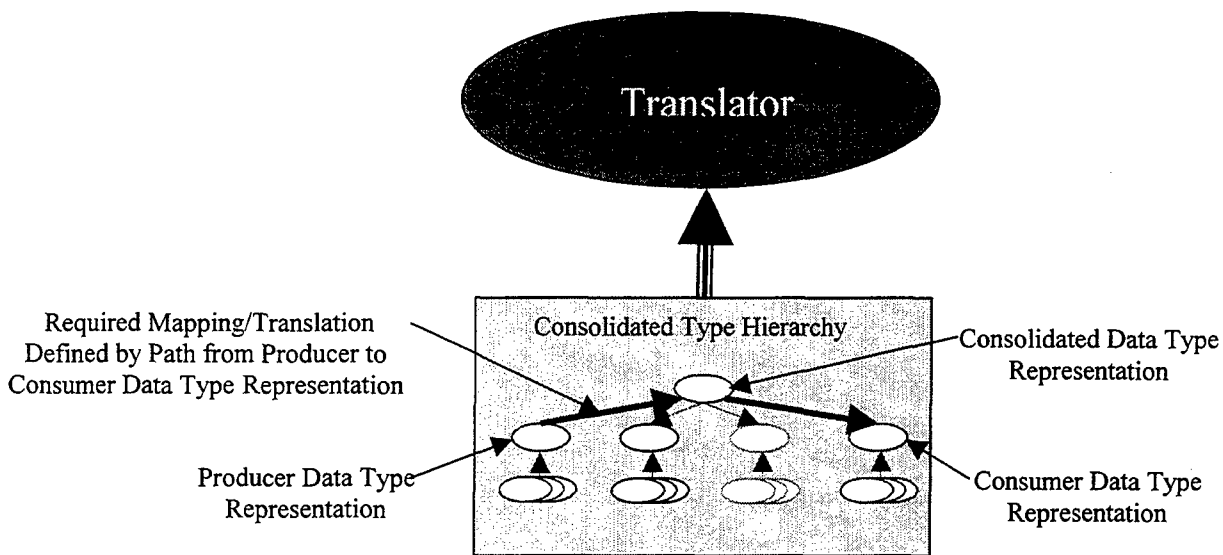 Translator
Consolidated Type Hierarchy
Required Mapping/Translation
Defined by Path from Producer to
Consumer Data Type Representation
Consolidated Data Type
Representation
Producer Data Type
Representation
Consumer Data Type
Representation